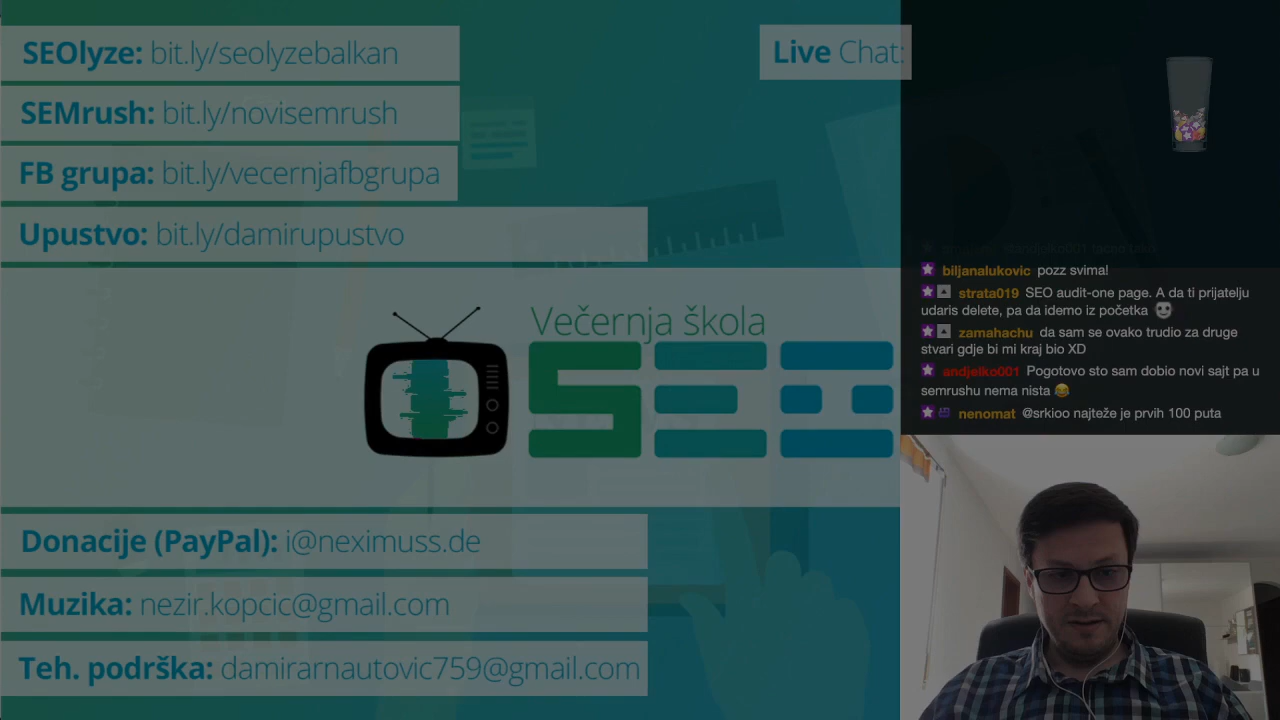 SEOlyze: bit.ly/seolyzebalkan
SEMrush: bit.ly/novisemrush
FB grupa: bit.ly/vecernjafbgrupa
Upustvo: bit.ly/damirupustvo
Live Chat:
biljanalukovic pozz svima!
strata019 SEO audit-one page. A da ti prijatelju
udaris delete, pa da idemo iz početka
zamahachu da sam se ovako trudio za druge
stvari gdje bi mi kraj bio XD
andjelko001 Pogotovo sto sam dobio novi sajt pa u
semrushu nema nista 😂
nenomat @srkioo najteže je prvih 100 puta
Večernja škola
SEO
Donacije (PayPal): i@neximuss.de
Muzika: nezir.kopcic@gmail.com
Teh. podrška: damirarnautovic759@gmail.com